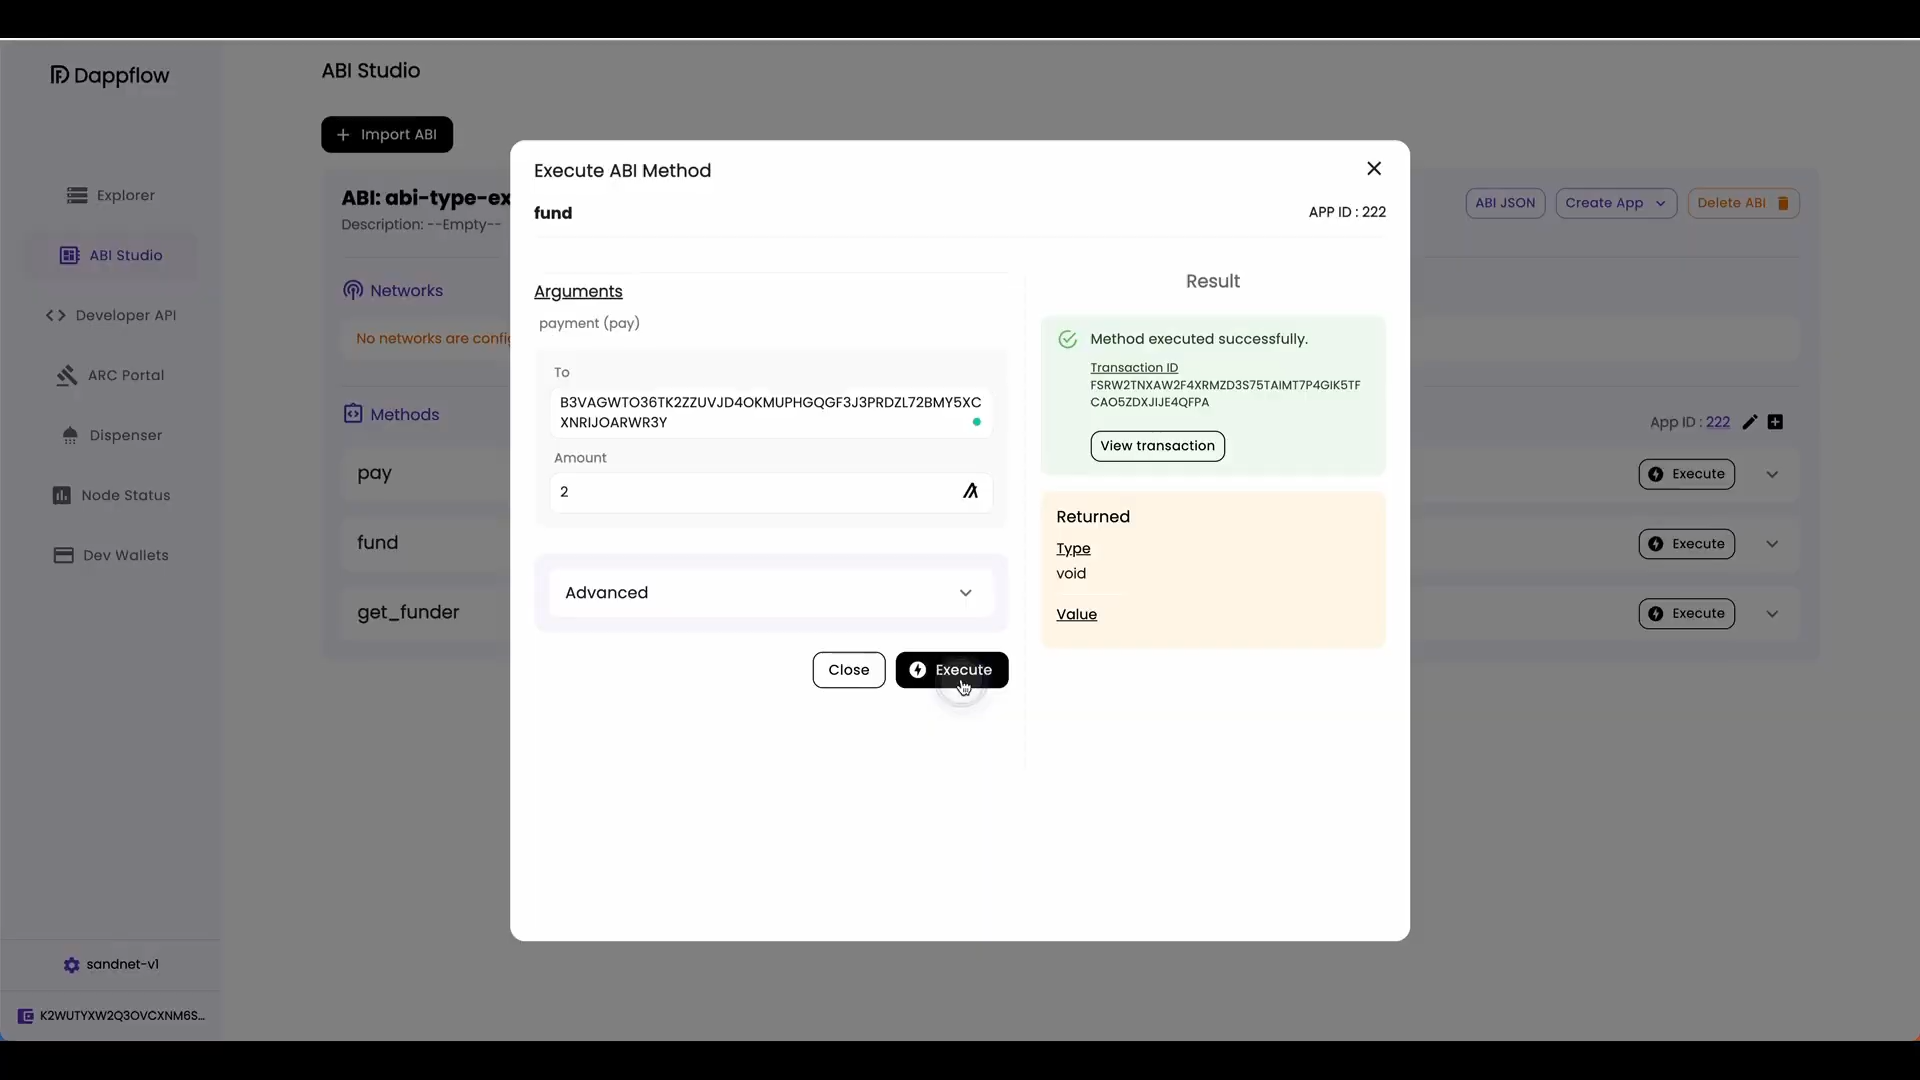 Dappflow
Explorer
ABI Studio
Developer API
ARC Portal
Dispenser
Node Status
Dev Wallets
sandnet-v1
K2WUTYXW2Q3OVCXNM6S...
ABI Studio
+ Import ABI
ABI: abi-type-ex
Description: --Empty--
ABI JSON
Create App
Delete ABI
Networks
No networks are config
Methods
App ID : 222
pay
Execute
fund
Execute
get_funder
Execute
Execute ABI Method
fund
APP ID : 222
Arguments
payment (pay)
To
B3VAGWTO36TK2ZZUVJD4OKMUPHGQGF3J3PRDZL72BMY5XC
XNRIJOARWR3Y
Amount
2
Advanced
Close
Execute
Result
Method executed successfully.
Transaction ID
FSRW2TNXAW2F4XRMZD3S75TAIMT7P4GIK5TF
CAO5ZDXJIJE4QFPA
View transaction
Returned
Type
void
Value